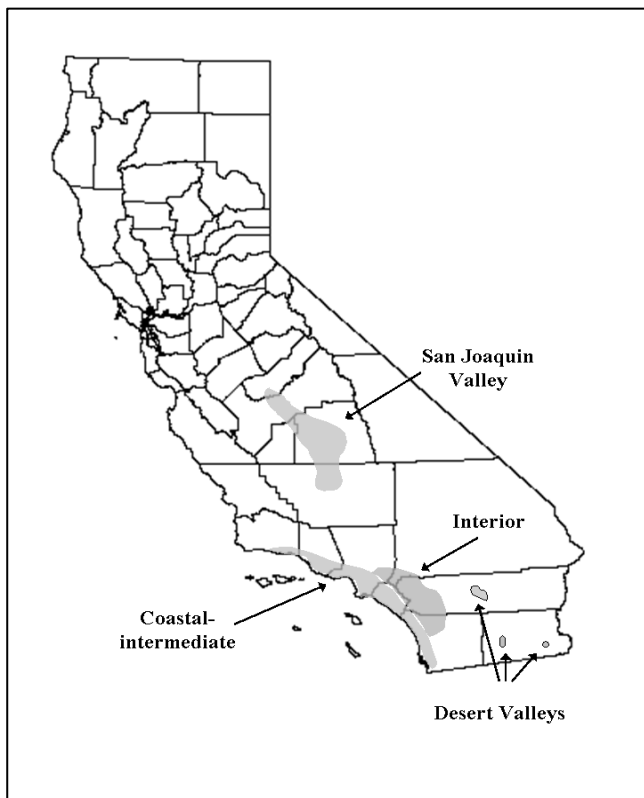 San Joaquin
Valley
Interior
Coastal-
intermediate
Desert Valleys